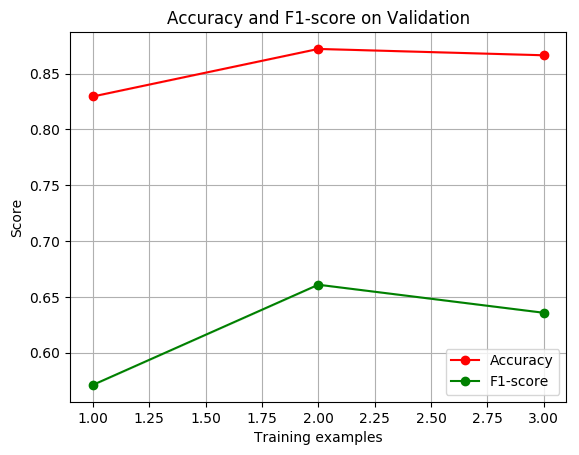 Accuracy and F1-score on Validation
Score
0.85
0.80
0.75
0.70
0.65
0.60
Accuracy
F1-score
1.00 1.25 1.50 1.75 2.00 2.25 2.50 2.75 3.00
Training examples